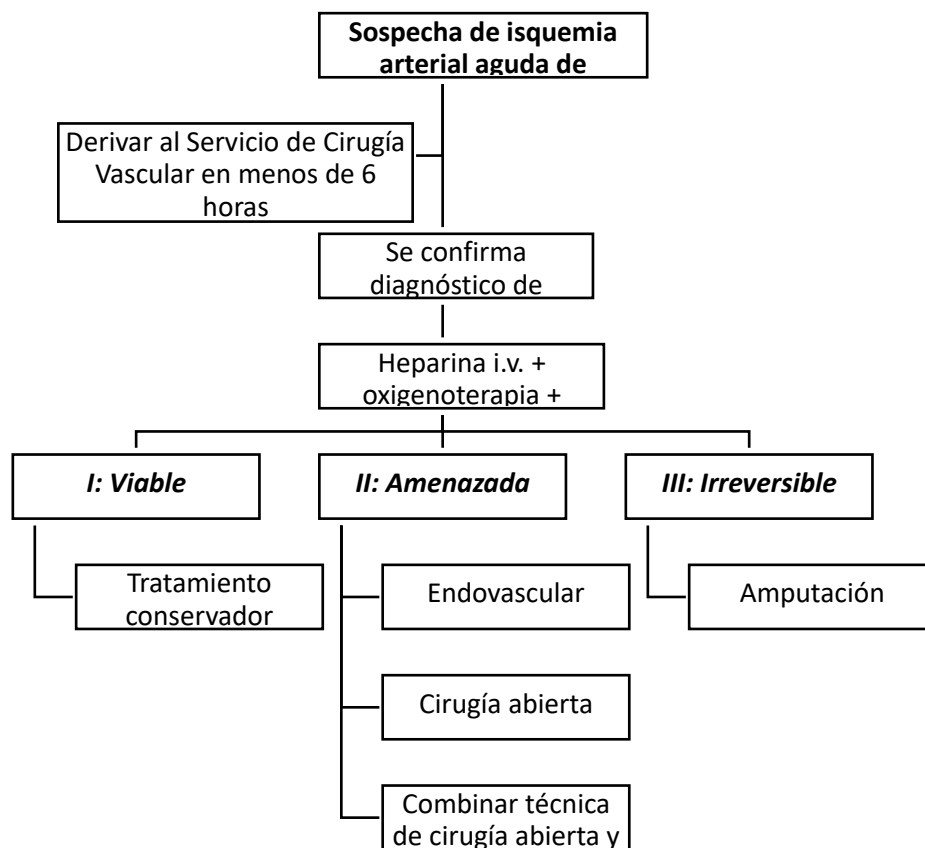 Sospecha de isquemia
arterial aguda de
Derivar al Servicio de Cirugía
Vascular en menos de 6
horas
Se confirma
diagnóstico de
Heparina i.v. +
oxigenoterapia +
I: Viable
II: Amenazada
III: Irreversible
Tratamiento
conservador
Endovascular
Amputación
Cirugía abierta
Combinar técnica
de cirugía abierta y